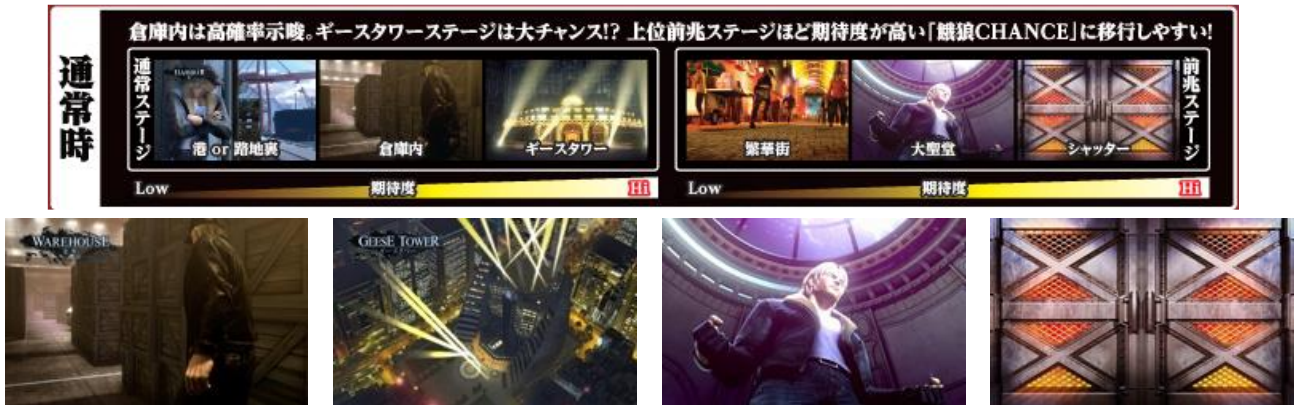 通常時
倉庫内は高確率示唆。ギースタワーステージは大チャンス!? 上位前兆ステージほど期待度が高い「餓狼CHANCE」に移行しやすい!
通常ステージ
HARBOR
港 or 路地裏
倉庫内
ギースタワー
Low
期待度
Hi
繁華街
大聖堂
シャッター
前兆ステージ
Low
期待度
Hi
WAREHOUSE
GEESE TOWER